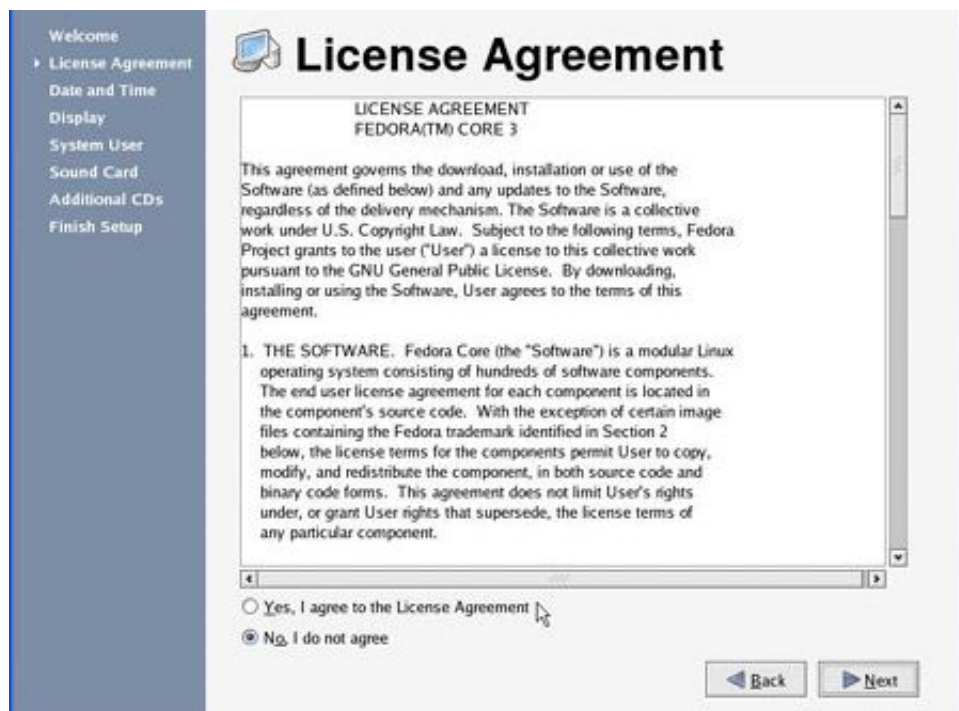 Welcome
License Agreement
Date and Time
Display
System User
Sound Card
Additional CDs
Finish Setup
License Agreement
LICENSE AGREEMENT
FEDORA(TM) CORE 3
This agreement governs the download, installation or use of the
Software (as defined below) and any updates to the Software,
regardless of the delivery mechanism. The Software is a collective
work under U.S. Copyright Law. Subject to the following terms, Fedora
Project grants to the user ("User") a license to this collective work
pursuant to the GNU General Public License. By downloading,
installing or using the Software, User agrees to the terms of this
agreement.
1. THE SOFTWARE. Fedora Core (the "Software") is a modular Linux
operating system consisting of hundreds of software components.
The end user license agreement for each component is located in
the component's source code. With the exception of certain image
files containing the Fedora trademark identified in Section 2
below, the license terms for the components permit User to copy,
modify, and redistribute the component, in both source code and
binary code forms. This agreement does not limit User's rights
under, or grant User rights that supersede, the license terms of
any particular component.
Yes, I agree to the License Agreement
No, I do not agree
Back
Next